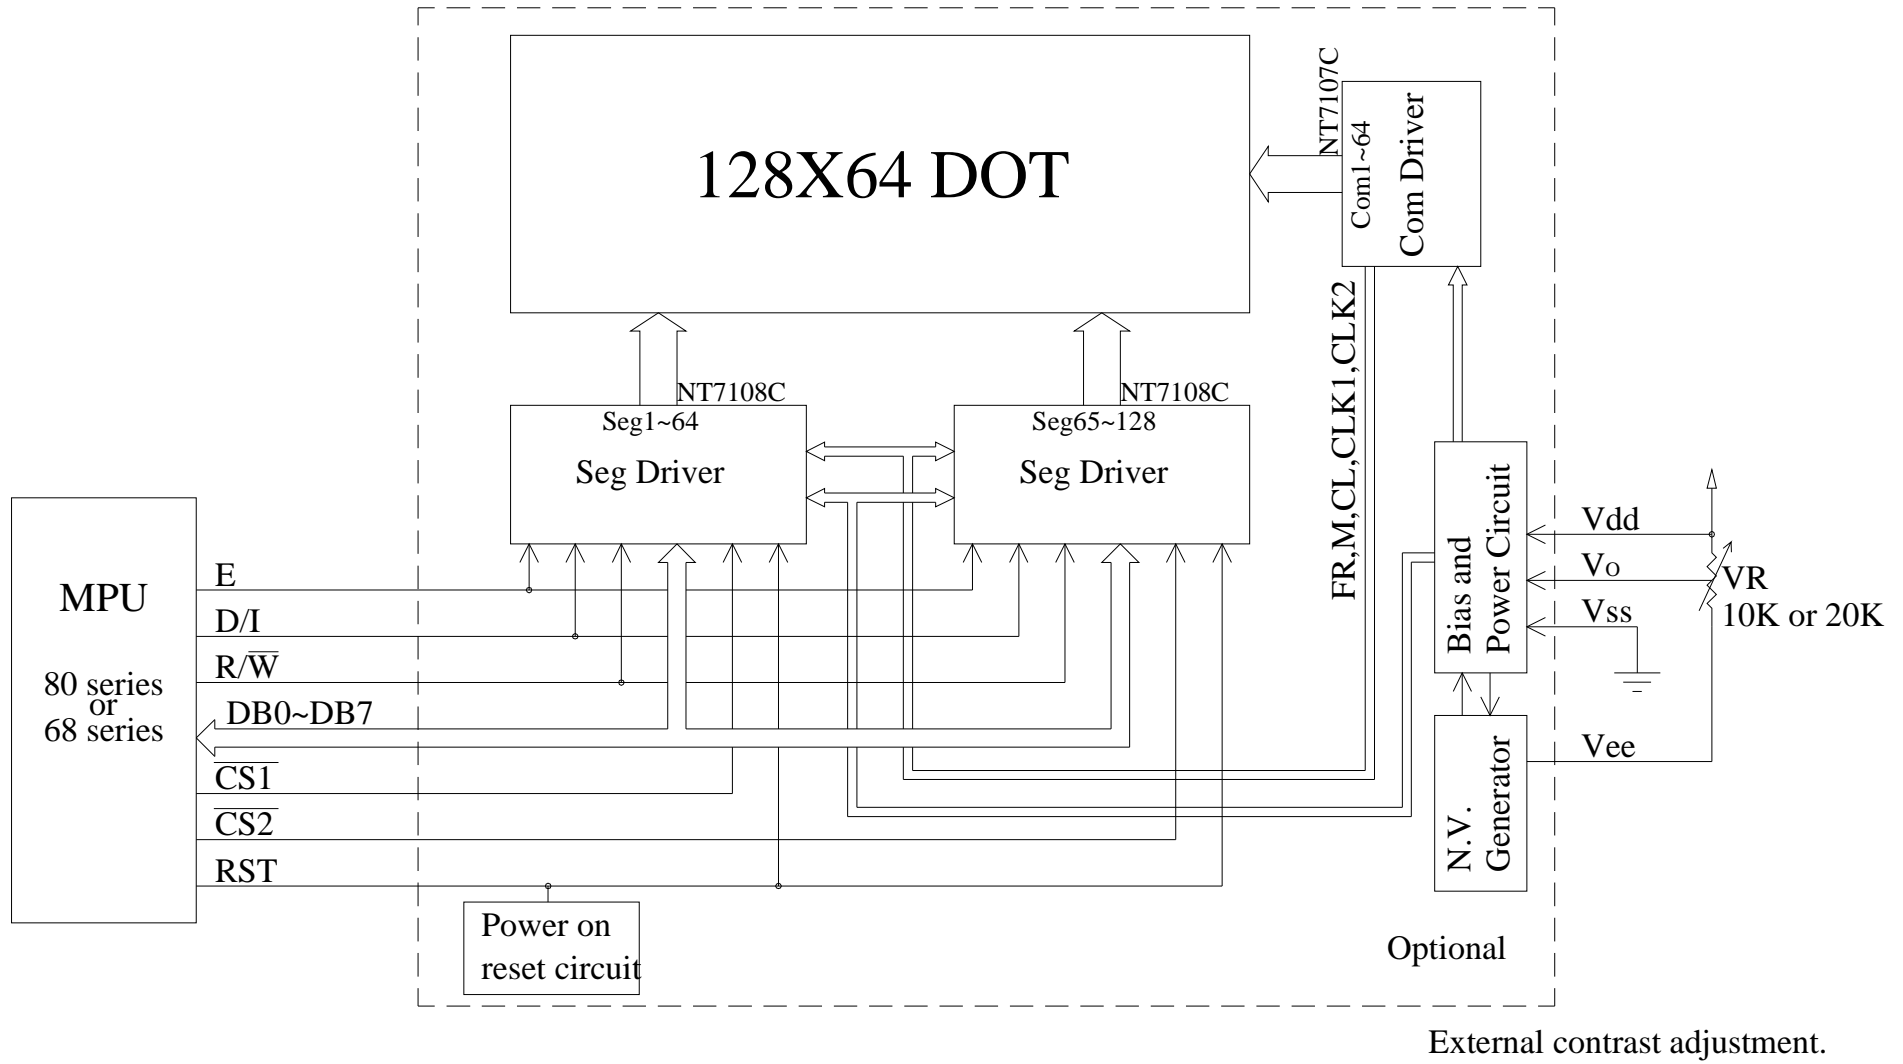 128X64 DOT
NT7107C
Com1~64
Com Driver
FR,M,CL,CLK1,CLK2
NT7108C
Seg1~64
Seg Driver
NT7108C
Seg65~128
Seg Driver
MPU
80 series
or
68 series
E
D/I
R/W̅
DB0~DB7
C̅S̅1̅
C̅S̅2̅
RST
Power on
reset circuit
Bias and
Power Circuit
N.V.
Generator
Vdd
Vo
Vss
Vee
VR
10K or 20K
Optional
External contrast adjustment.